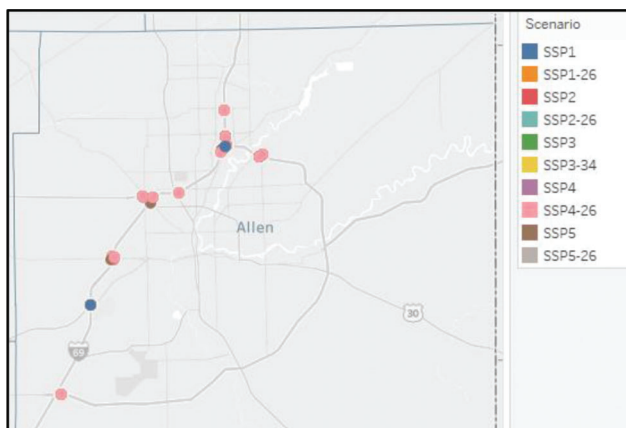 Scenario
SSP1
SSP1-26
SSP2
SSP2-26
SSP3
SSP3-34
SSP4
SSP4-26
SSP5
SSP5-26
Allen
30
69